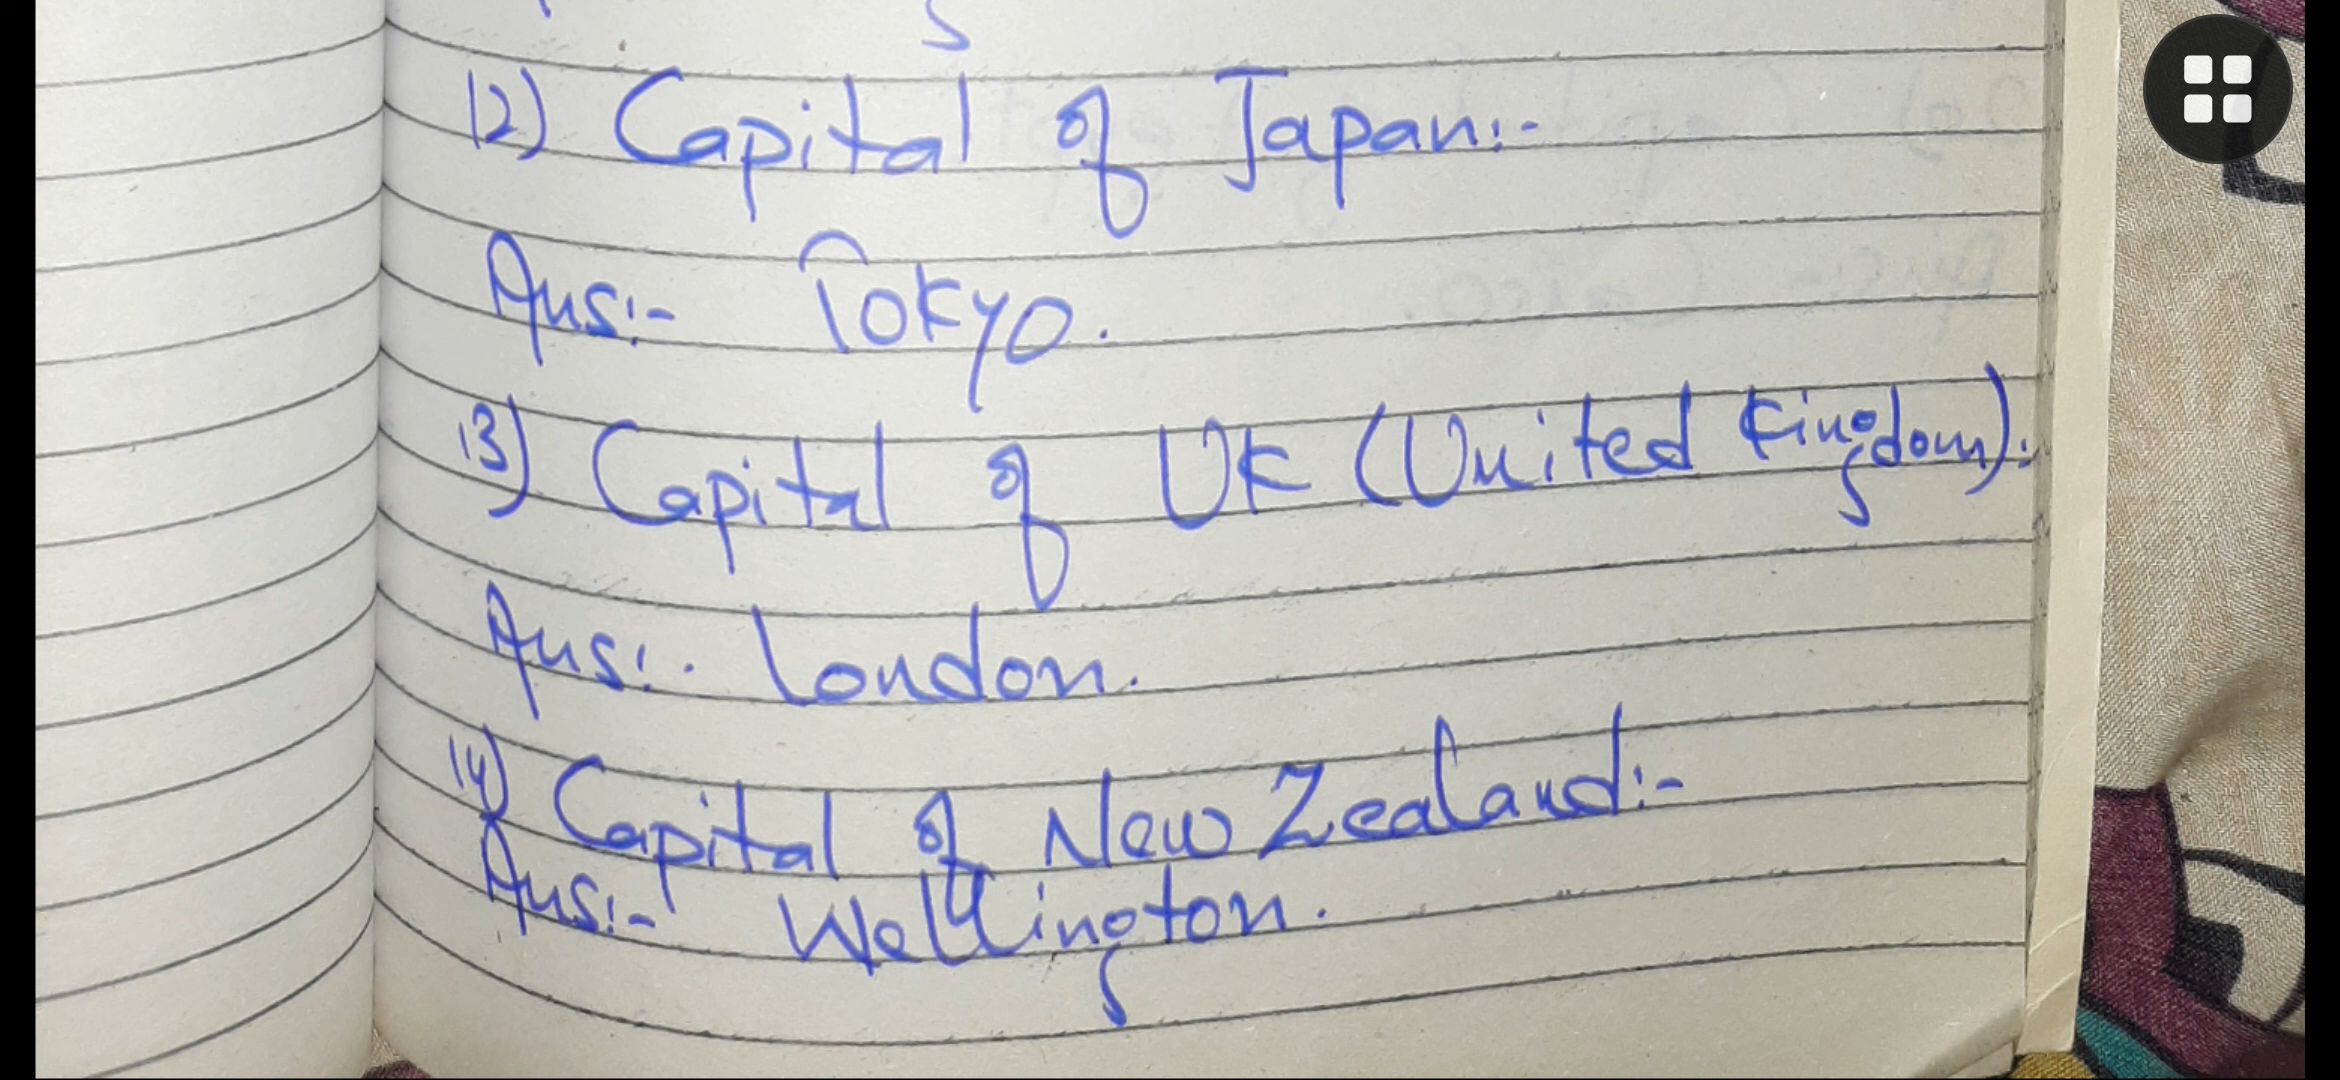 12) Capital of Japan:-
Ans:- Tokyo.
13) Capital of UK (United Kingdom).
Ans:- London.
14) Capital of New Zealand:-
Ans:- Wellington.